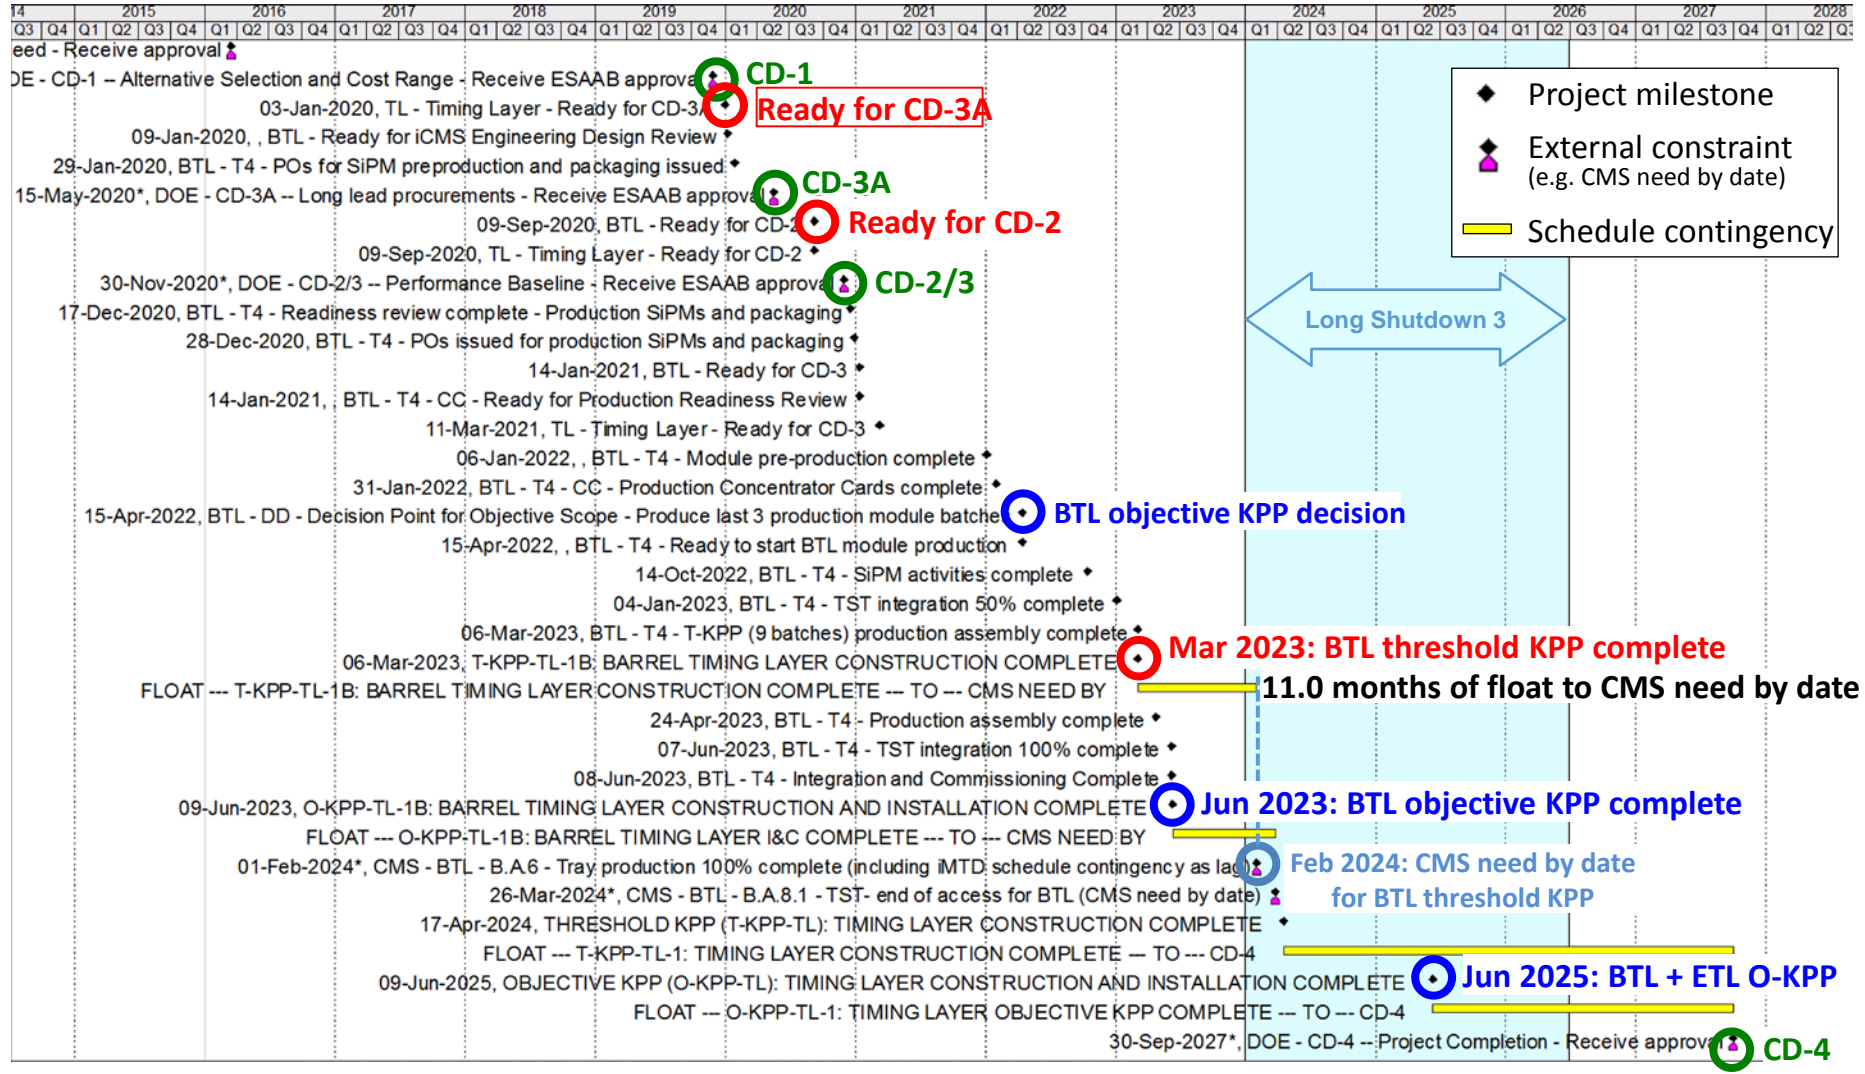 14 2015 2016 2017 2018 2019 2020 2021 2022 2023 2024 2025 2026 2027 2028
Q3 Q4 Q1 Q2 Q3 Q4 Q1 Q2 Q3 Q4 Q1 Q2 Q3 Q4 Q1 Q2 Q3 Q4 Q1 Q2 Q3 Q4 Q1 Q2 Q3 Q4 Q1 Q2 Q3 Q4 Q1 Q2 Q3 Q4 Q1 Q2 Q3 Q4 Q1 Q2 Q3 Q4 Q1 Q2 Q3 Q4 Q1 Q2 Q3 Q4 Q1 Q2 Q3 Q4 Q1 Q2
eed - Receive approval
OE - CD-1 -- Alternative Selection and Cost Range - Receive ESAAB approval
CD-1
03-Jan-2020, TL - Timing Layer - Ready for CD-3A
Ready for CD-3A
09-Jan-2020, , BTL - Ready for iCMS Engineering Design Review
29-Jan-2020, BTL - T4 - POs for SiPM preproduction and packaging issued
15-May-2020*, DOE - CD-3A -- Long lead procurements - Receive ESAAB approval
CD-3A
09-Sep-2020, BTL - Ready for CD-2
Ready for CD-2
09-Sep-2020, TL - Timing Layer - Ready for CD-2
30-Nov-2020*, DOE - CD-2/3 -- Performance Baseline - Receive ESAAB approval
CD-2/3
17-Dec-2020, BTL - T4 - Readiness review complete - Production SiPMs and packaging
28-Dec-2020, BTL - T4 - POs issued for production SiPMs and packaging
14-Jan-2021, BTL - Ready for CD-3
14-Jan-2021, , BTL - T4 - CC - Ready for Production Readiness Review
11-Mar-2021, TL - Timing Layer - Ready for CD-3
06-Jan-2022, , BTL - T4 - Module pre-production complete
31-Jan-2022, BTL - T4 - CC - Production Concentrator Cards complete
15-Apr-2022, BTL - DD - Decision Point for Objective Scope - Produce last 3 production module batches
BTL objective KPP decision
15-Apr-2022, , BTL - T4 - Ready to start BTL module production
14-Oct-2022, BTL - T4 - SiPM activities complete
04-Jan-2023, BTL - T4 - TST integration 50% complete
06-Mar-2023, BTL - T4 - T-KPP (9 batches) production assembly complete
06-Mar-2023, T-KPP-TL-1B: BARREL TIMING LAYER CONSTRUCTION COMPLETE
Mar 2023: BTL threshold KPP complete
FLOAT --- T-KPP-TL-1B: BARREL TIMING LAYER CONSTRUCTION COMPLETE --- TO --- CMS NEED BY
11.0 months of float to CMS need by date
24-Apr-2023, BTL - T4 - Production assembly complete
07-Jun-2023, BTL - T4 - TST integration 100% complete
08-Jun-2023, BTL - T4 - Integration and Commissioning Complete
09-Jun-2023, O-KPP-TL-1B: BARREL TIMING LAYER CONSTRUCTION AND INSTALLATION COMPLETE
Jun 2023: BTL objective KPP complete
FLOAT --- O-KPP-TL-1B: BARREL TIMING LAYER I&C COMPLETE --- TO --- CMS NEED BY
01-Feb-2024*, CMS - BTL - B.A.6 - Tray production 100% complete (including iMTD schedule contingency as lag)
Feb 2024: CMS need by date
for BTL threshold KPP
26-Mar-2024*, CMS - BTL - B.A.8.1 - TST- end of access for BTL (CMS need by date)
17-Apr-2024, THRESHOLD KPP (T-KPP-TL): TIMING LAYER CONSTRUCTION COMPLETE
FLOAT --- T-KPP-TL-1: TIMING LAYER CONSTRUCTION COMPLETE --- TO --- CD-4
09-Jun-2025, OBJECTIVE KPP (O-KPP-TL): TIMING LAYER CONSTRUCTION AND INSTALLATION COMPLETE
Jun 2025: BTL + ETL O-KPP
FLOAT --- O-KPP-TL-1: TIMING LAYER OBJECTIVE KPP COMPLETE --- TO --- CD-4
30-Sep-2027*, DOE - CD-4 -- Project Completion - Receive approval
CD-4
Project milestone
External constraint
(e.g. CMS need by date)
Schedule contingency
Long Shutdown 3